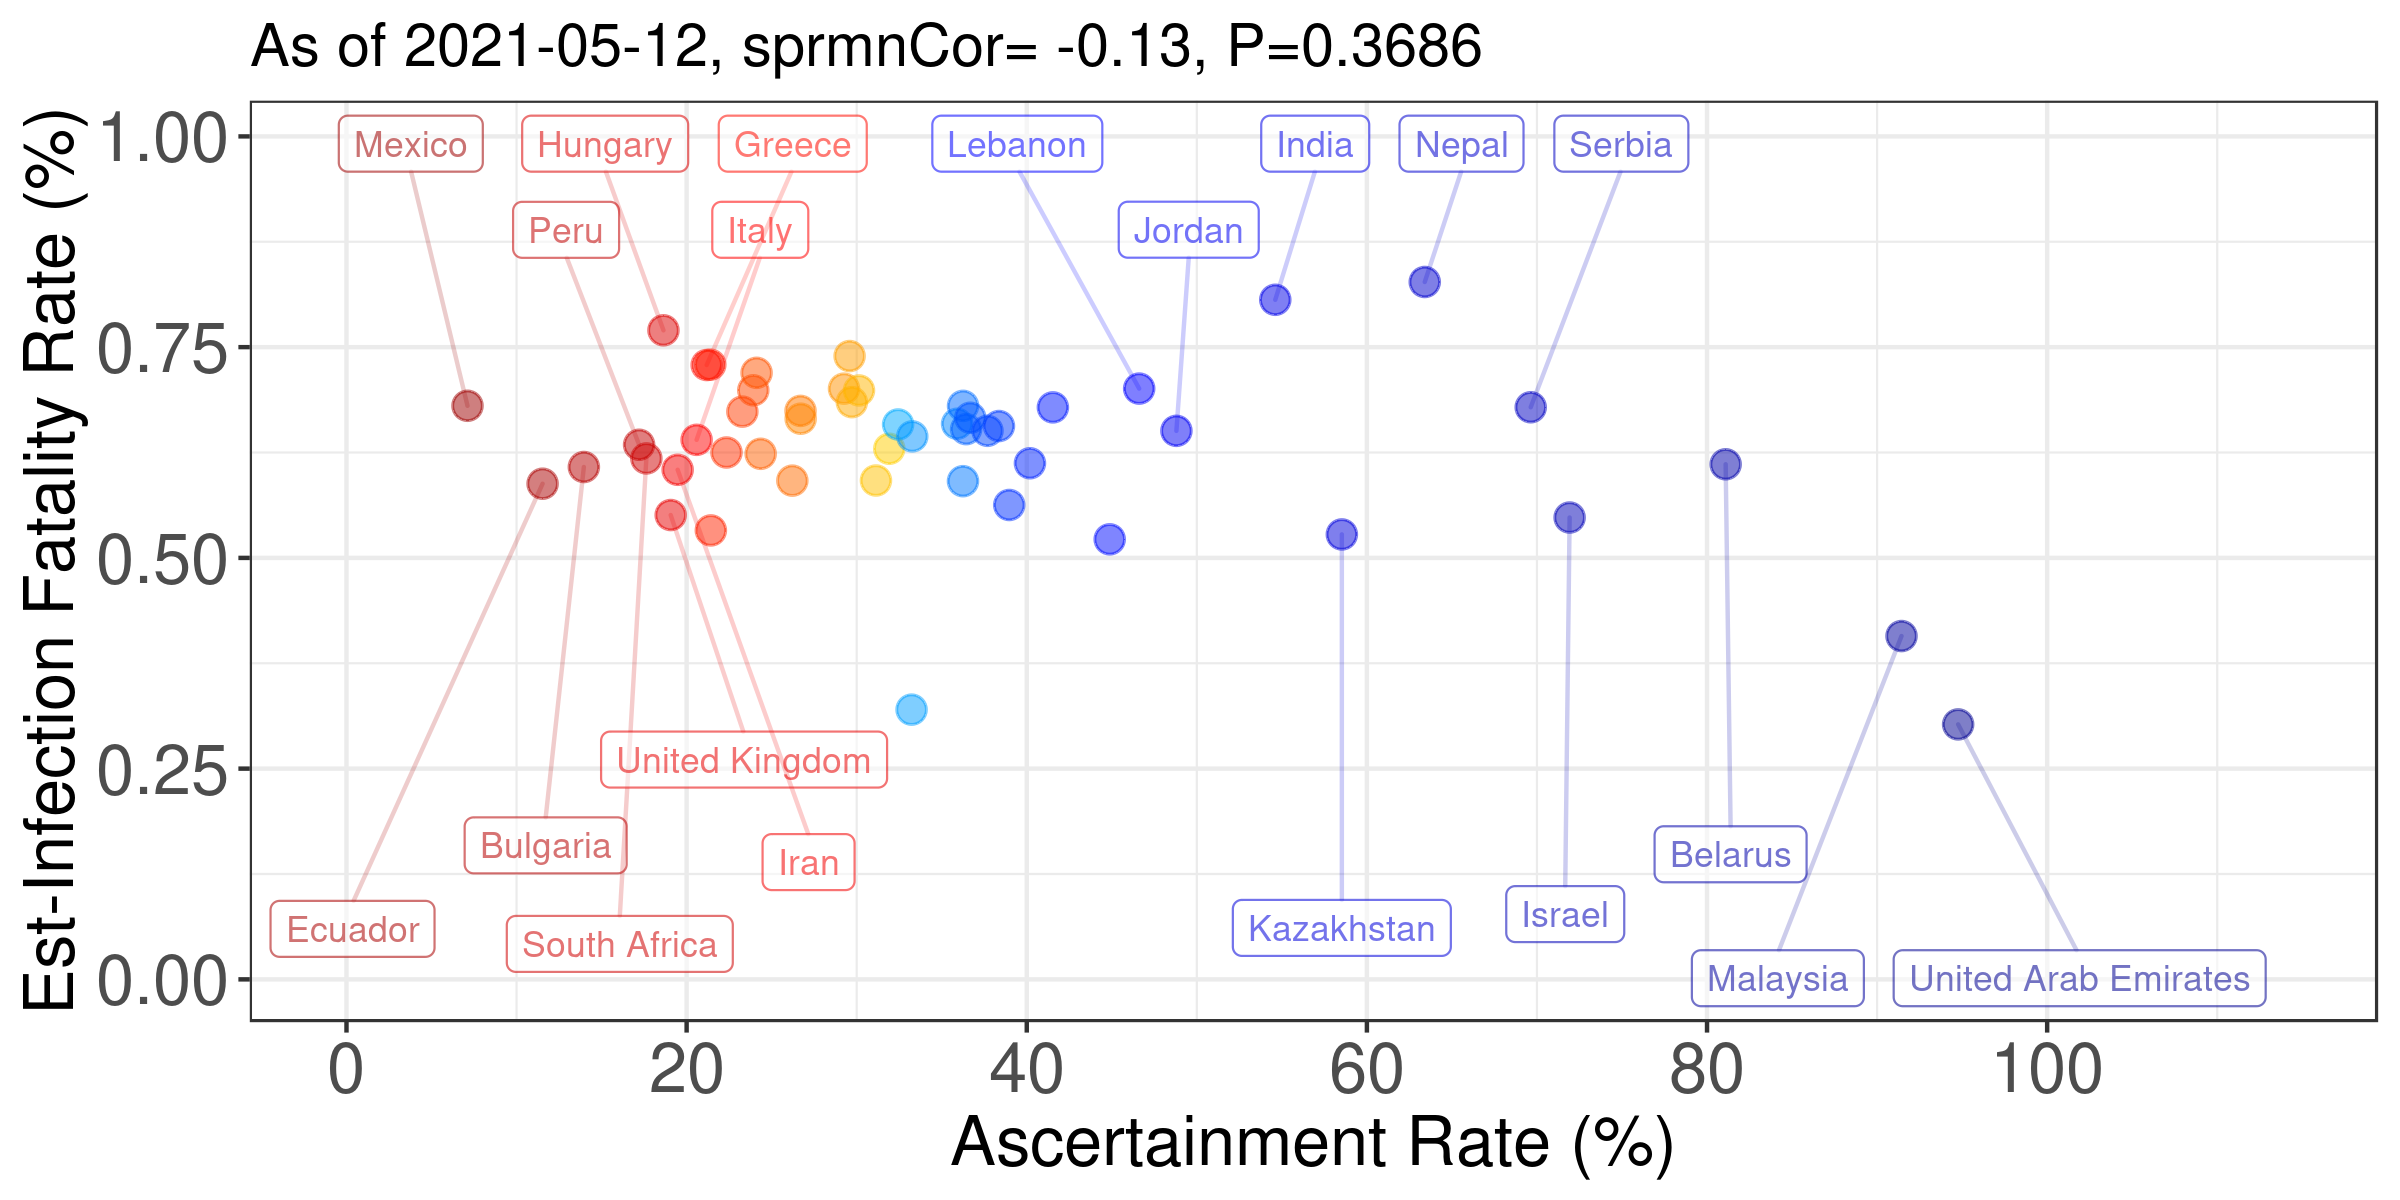 As of 2021-05-12, sprmnCor= -0.13, P=0.3686
Est-Infection Fatality Rate (%)
1.00
0.75
0.50
0.25
0.00
Mexico
Hungary
Greece
Lebanon
India
Nepal
Serbia
Peru
Italy
Jordan
United Kingdom
Bulgaria
Iran
Belarus
Ecuador
South Africa
Kazakhstan
Israel
Malaysia
United Arab Emirates
0
20
40
60
80
100
Ascertainment Rate (%)